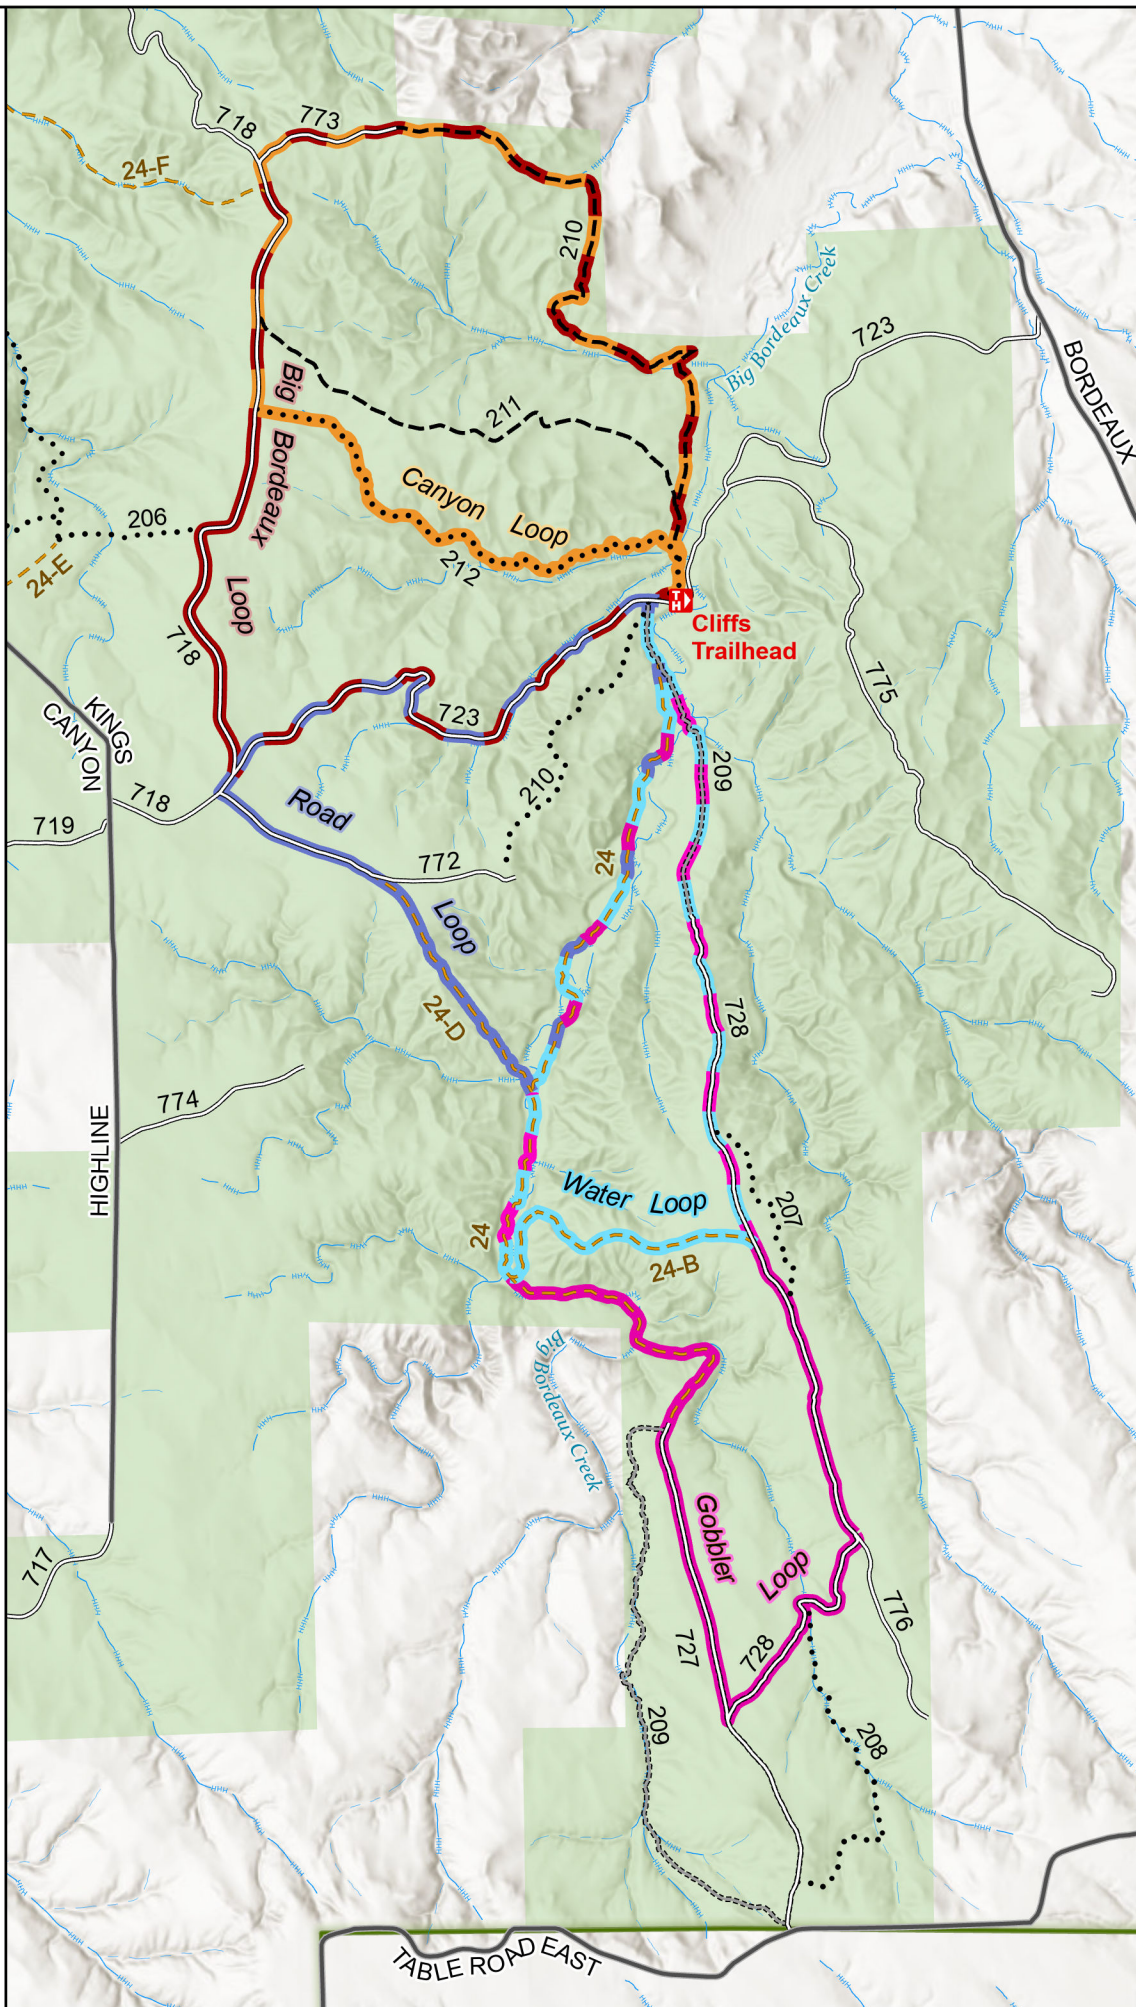 718
773
24-F
210
Big Bordeaux Creek
723
BORDEAUX
211
Big Bordeaux Loop
Canyon Loop
212
206
24-E
718
Cliffs
Trailhead
TH
775
KINGS
CANYON
723
209
210
718
719
Road Loop
772
24
24-D
728
774
HIGHLINE
Water Loop
207
24
24-B
Big Bordeaux Creek
Gobbler Loop
717
776
727
728
209
208
TABLE ROAD EAST